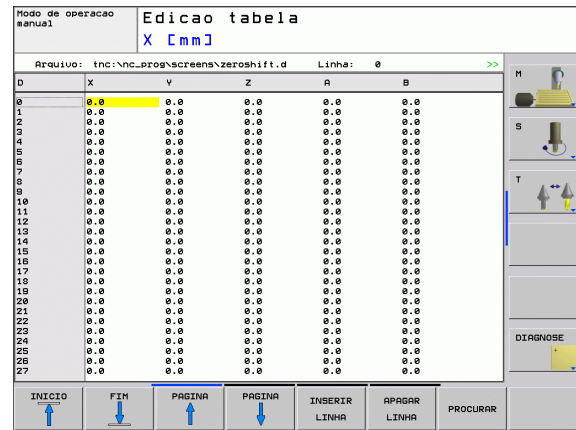 Modo de operacao
manual
Edicao tabela
X [mm]
Arquivo: tnc:\nc_prog\screens\zeroshift.d Linha: 0 >>
D X Y Z A B
0 0.0 0.0 0.0 0.0 0.0
1 0.0 0.0 0.0 0.0 0.0
2 0.0 0.0 0.0 0.0 0.0
3 0.0 0.0 0.0 0.0 0.0
4 0.0 0.0 0.0 0.0 0.0
5 0.0 0.0 0.0 0.0 0.0
6 0.0 0.0 0.0 0.0 0.0
7 0.0 0.0 0.0 0.0 0.0
8 0.0 0.0 0.0 0.0 0.0
9 0.0 0.0 0.0 0.0 0.0
10 0.0 0.0 0.0 0.0 0.0
11 0.0 0.0 0.0 0.0 0.0
12 0.0 0.0 0.0 0.0 0.0
13 0.0 0.0 0.0 0.0 0.0
14 0.0 0.0 0.0 0.0 0.0
15 0.0 0.0 0.0 0.0 0.0
16 0.0 0.0 0.0 0.0 0.0
17 0.0 0.0 0.0 0.0 0.0
18 0.0 0.0 0.0 0.0 0.0
19 0.0 0.0 0.0 0.0 0.0
20 0.0 0.0 0.0 0.0 0.0
21 0.0 0.0 0.0 0.0 0.0
22 0.0 0.0 0.0 0.0 0.0
23 0.0 0.0 0.0 0.0 0.0
24 0.0 0.0 0.0 0.0 0.0
25 0.0 0.0 0.0 0.0 0.0
26 0.0 0.0 0.0 0.0 0.0
27 0.0 0.0 0.0 0.0 0.0
M
S
T
DIAGNOSE
INICIO
FIM
PAGINA
PAGINA
INSERIR
LINHA
APAGAR
LINHA
PROCURAR